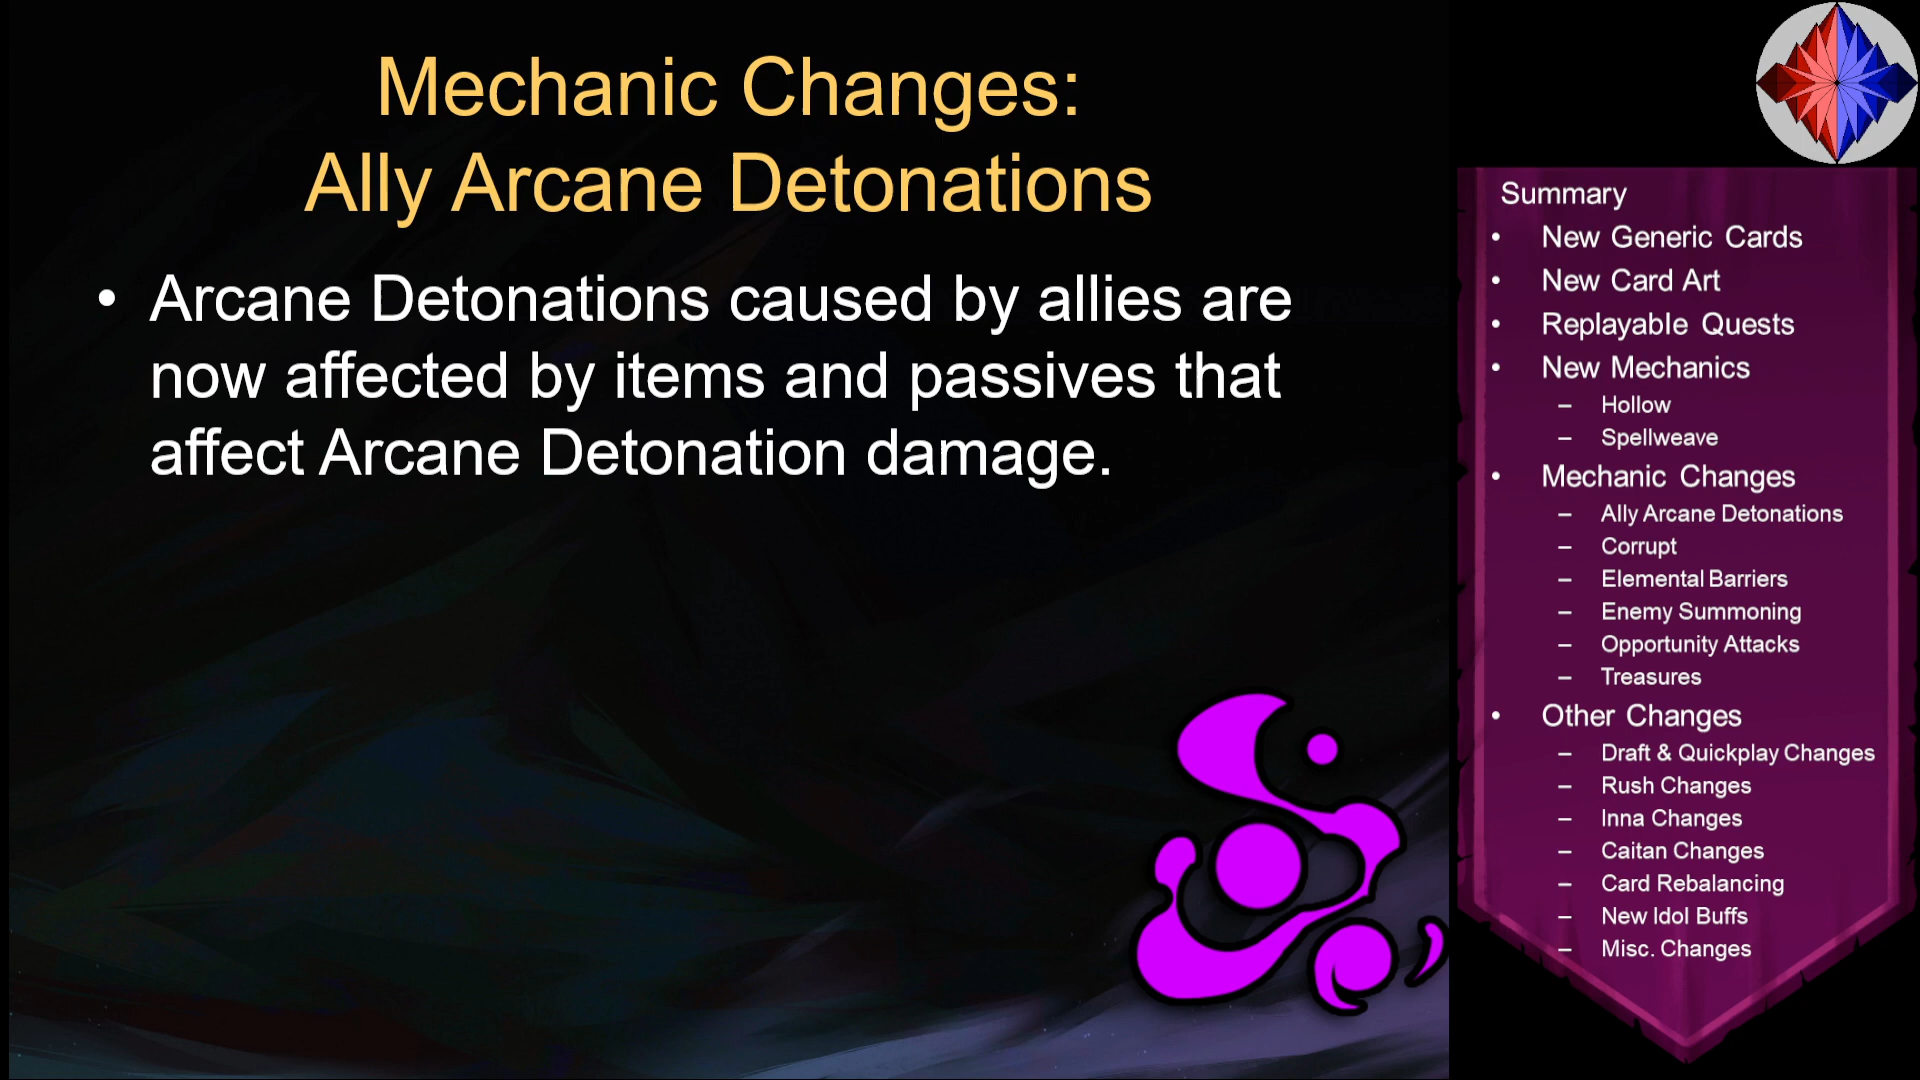 Mechanic Changes:
Ally Arcane Detonations
• Arcane Detonations caused by allies are
now affected by items and passives that
affect Arcane Detonation damage.
Summary
• New Generic Cards
• New Card Art
• Replayable Quests
• New Mechanics
– Hollow
– Spellweave
• Mechanic Changes
– Ally Arcane Detonations
– Corrupt
– Elemental Barriers
– Enemy Summoning
– Opportunity Attacks
– Treasures
• Other Changes
– Draft & Quickplay Changes
– Rush Changes
– Inna Changes
– Caitan Changes
– Card Rebalancing
– New Idol Buffs
– Misc. Changes